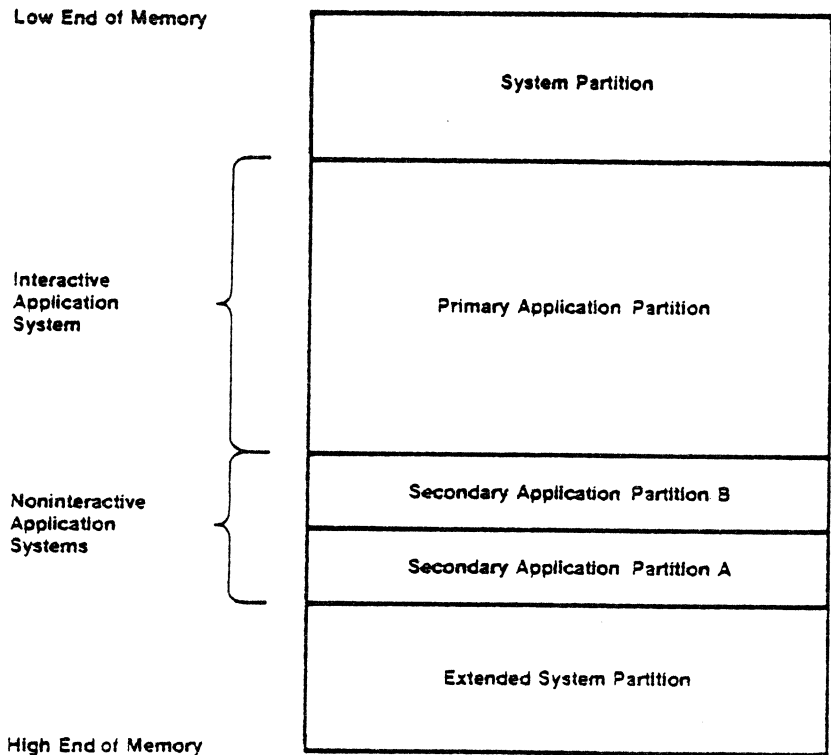 Low End of Memory
System Partition
Interactive
Application
System
Primary Application Partition
Noninteractive
Application
Systems
Secondary Application Partition B
Secondary Application Partition A
Extended System Partition
High End of Memory